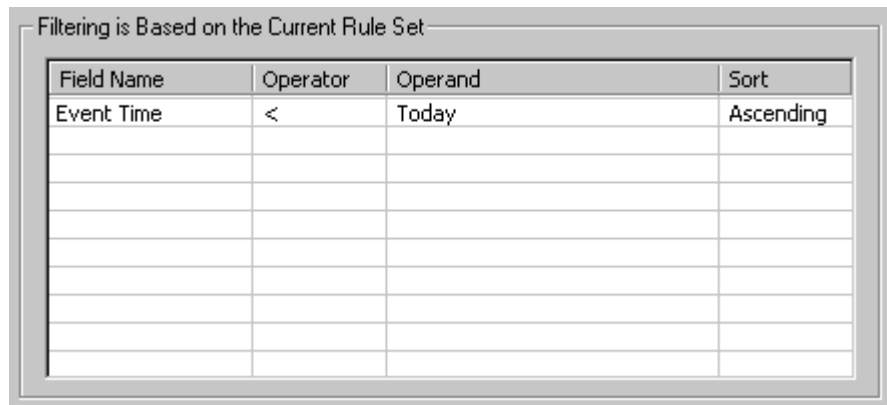 Filtering is Based on the Current Rule Set
Field Name Operator Operand Sort
Event Time < Today Ascending